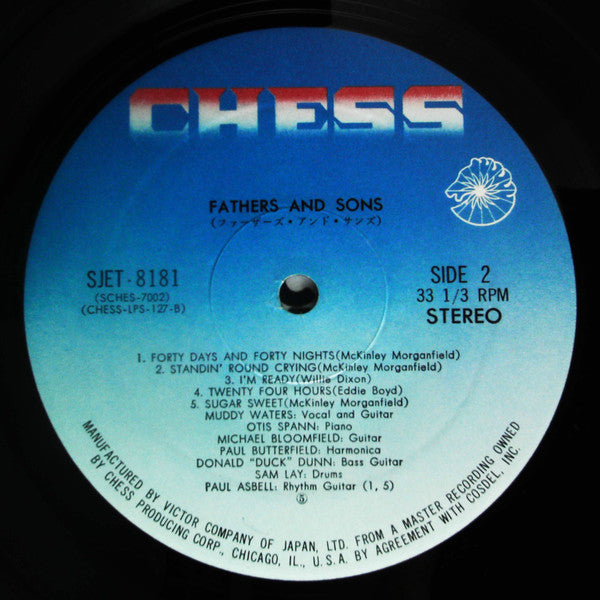 CHESS
FATHERS AND SONS
(ファーザーズ・アンド・サンズ)
SJET-8181
(SCHES-7002)
(CHESS-LPS-127-B)
SIDE 2
33 1/3 RPM
STEREO
1. FORTY DAYS AND FORTY NIGHTS(McKinley Morganfield)
2. STANDIN' ROUND CRYING(McKinley Morganfield)
3. I'M READY(Willie Dixon)
4. TWENTY FOUR HOURS(Eddie Boyd)
5. SUGAR SWEET(McKinley Morganfield)
MUDDY WATERS: Vocal and Guitar
OTIS SPANN: Piano
MICHAEL BLOOMFIELD: Guitar
PAUL BUTTERFIELD: Harmonica
DONALD "DUCK" DUNN: Bass Guitar
SAM LAY: Drums
PAUL ASBELL: Rhythm Guitar (1, 5)
⑤
MANUFACTURED BY VICTOR COMPANY OF JAPAN, LTD. FROM A MASTER RECORDING OWNED
BY CHESS PRODUCING CORP., CHICAGO, IL., U.S.A. BY AGREEMENT WITH COSDEL, INC.